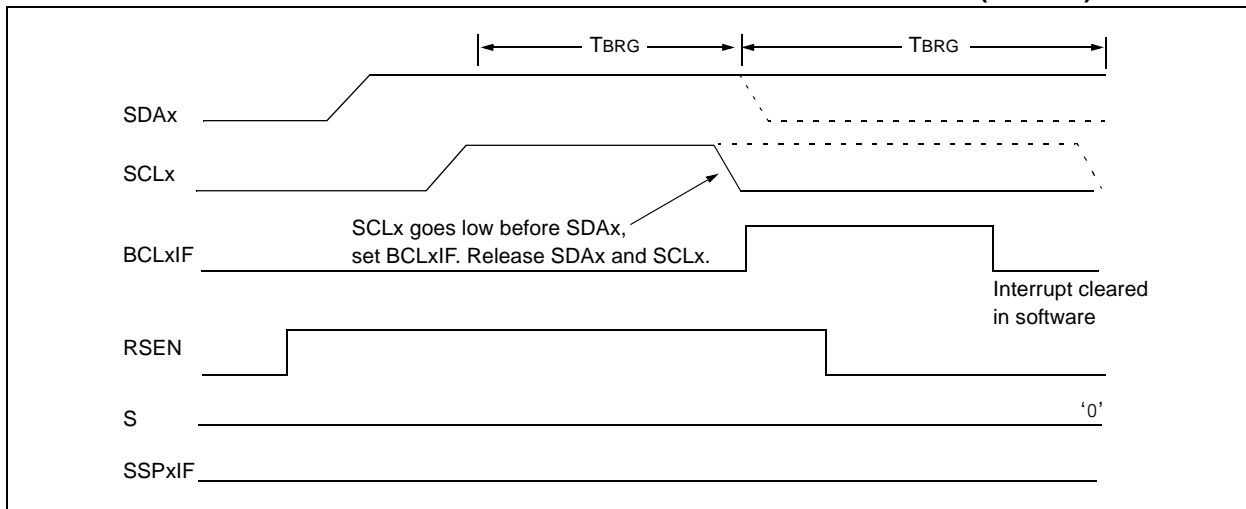 TBRG TBRG
SDAx
SCLx
SCLx goes low before SDAx,
set BCLxIF. Release SDAx and SCLx.
BCLxIF
Interrupt cleared
in software
RSEN
‘0’
S
SSPxIF